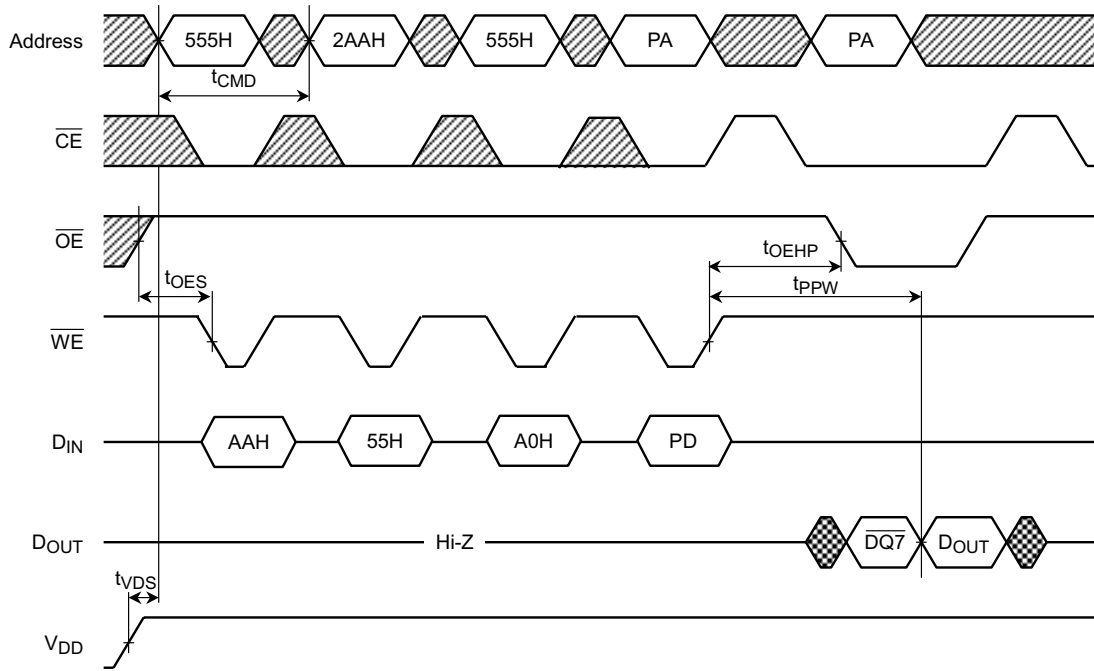 Address 555H 2AAH 555H PA PA
tCMD
CE
OE
tOEHP
tOES tPPW
WE
DIN AAH 55H A0H PD
DOUT Hi-Z DQ7 DOUT
tVDS
VDD